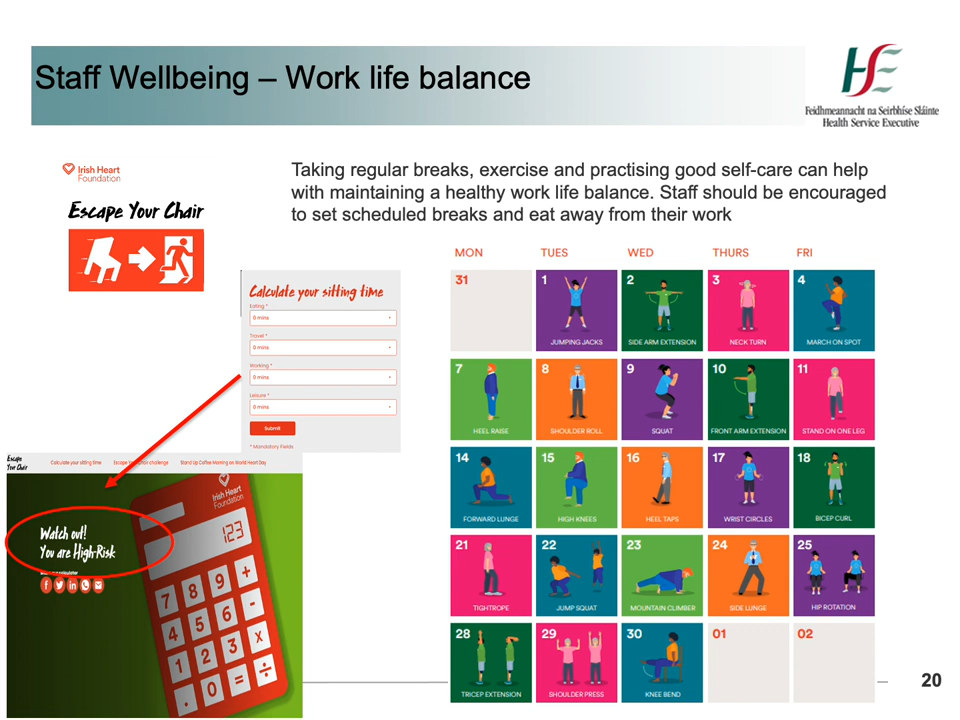 Staff Wellbeing – Work life balance
Feidhmeannacht na Seirbhíse Sláinte
Health Service Executive
Irish Heart
Foundation
Escape Your Chair
Taking regular breaks, exercise and practising good self-care can help
with maintaining a healthy work life balance. Staff should be encouraged
to set scheduled breaks and eat away from their work
Calculate your sitting time
Eating *
0 mins
Travel *
0 mins
Working *
0 mins
Leisure *
0 mins
Submit
* Mandatory Fields
Escape
Your Chair
Calculate your sitting time
Escape Your Chair challenge
Stand Up Coffee Morning on World Heart Day
Irish Heart
Foundation
123
Watch out!
You are High-Risk
7 8 9 +
4 5 6 -
1 2 3 x
. 0 = ÷
MON TUES WED THURS FRI
31 1 2 3 4
JUMPING JACKS SIDE ARM EXTENSION NECK TURN MARCH ON SPOT
7 8 9 10 11
HEEL RAISE SHOULDER ROLL SQUAT FRONT ARM EXTENSION STAND ON ONE LEG
14 15 16 17 18
FORWARD LUNGE HIGH KNEES HEEL TAPS WRIST CIRCLES BICEP CURL
21 22 23 24 25
TIGHTROPE JUMP SQUAT MOUNTAIN CLIMBER SIDE LUNGE HIP ROTATION
28 29 30 01 02
TRICEP EXTENSION SHOULDER PRESS KNEE BEND
20